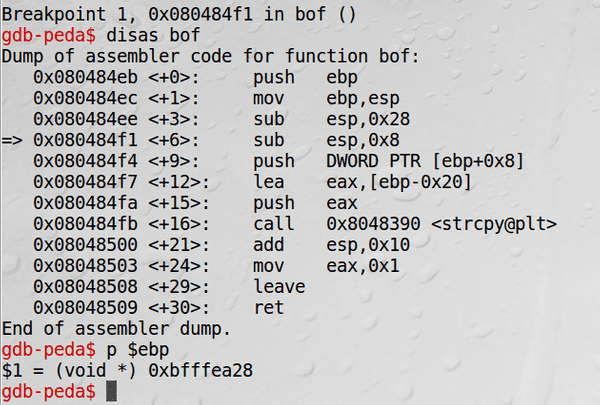 Breakpoint 1, 0x080484f1 in bof ()
gdb-peda$ disas bof
Dump of assembler code for function bof:
   0x080484eb <+0>:	push   ebp
   0x080484ec <+1>:	mov    ebp,esp
   0x080484ee <+3>:	sub    esp,0x28
=> 0x080484f1 <+6>:	sub    esp,0x8
   0x080484f4 <+9>:	push   DWORD PTR [ebp+0x8]
   0x080484f7 <+12>:	lea    eax,[ebp-0x20]
   0x080484fa <+15>:	push   eax
   0x080484fb <+16>:	call   0x8048390 <strcpy@plt>
   0x08048500 <+21>:	add    esp,0x10
   0x08048503 <+24>:	mov    eax,0x1
   0x08048508 <+29>:	leave
   0x08048509 <+30>:	ret
End of assembler dump.
gdb-peda$ p $ebp
$1 = (void *) 0xbfffea28
gdb-peda$